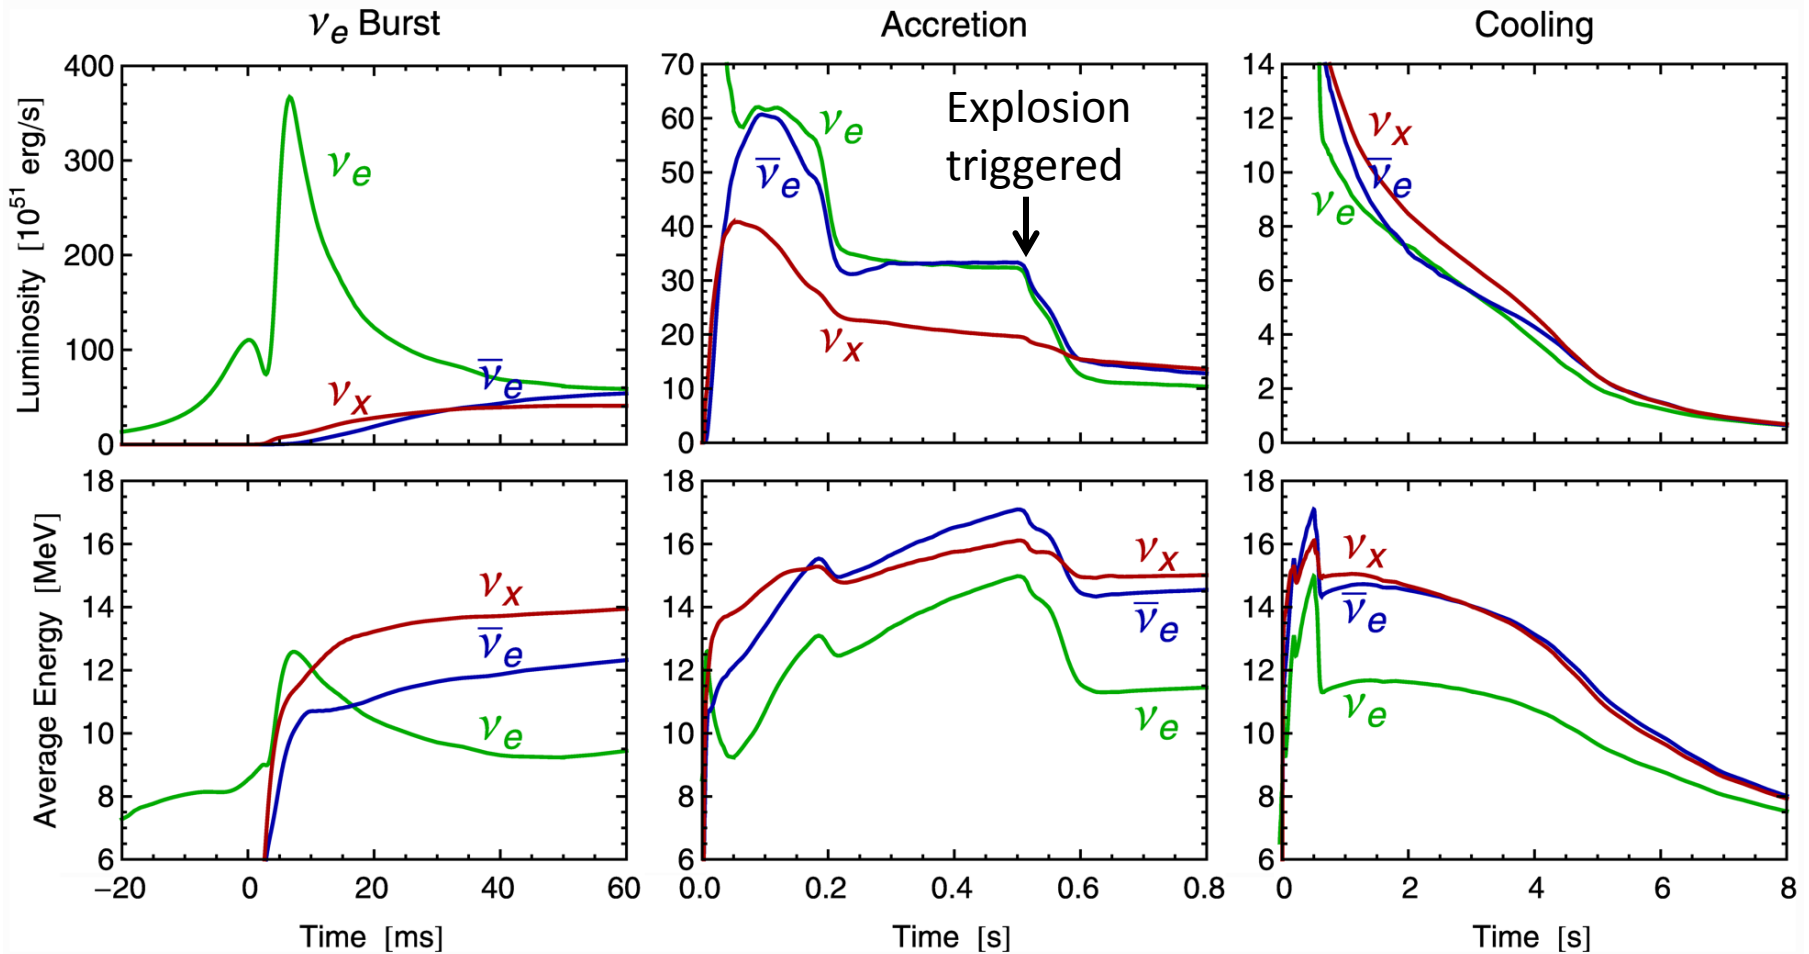 νe Burst
Accretion
Cooling
Luminosity [10^51 erg/s]
400
300
200
100
0
νe
νx
ν̅e
70
60
50
40
30
20
10
0
νe
ν̅e
νx
Explosion
triggered
14
12
10
8
6
4
2
0
νx
ν̅e
νe
Average Energy [MeV]
18
16
14
12
10
8
6
νx
ν̅e
νe
−20 0 20 40 60
Time [ms]
18
16
14
12
10
8
6
νx
ν̅e
νe
0.0 0.2 0.4 0.6 0.8
Time [s]
18
16
14
12
10
8
6
νx
ν̅e
νe
0 2 4 6 8
Time [s]